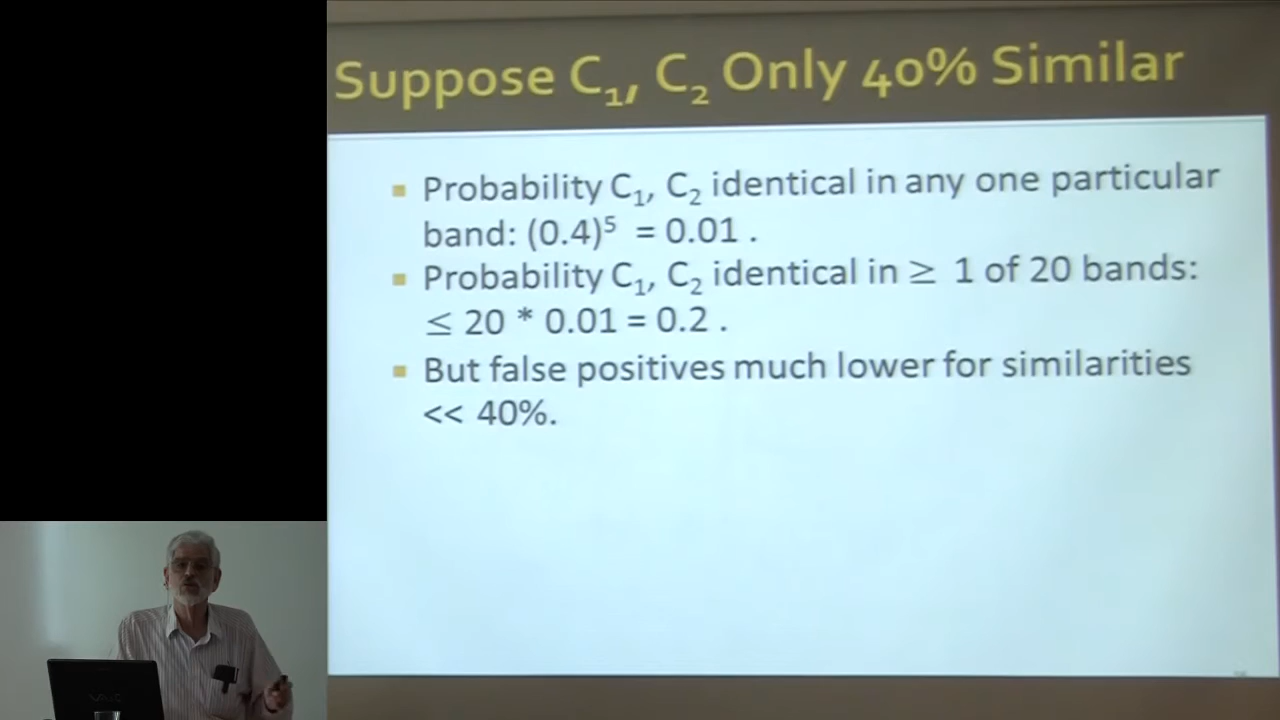 Suppose C₁, C₂ Only 40% Similar
Probability C₁, C₂ identical in any one particular
band: (0.4)⁵ = 0.01 .
Probability C₁, C₂ identical in ≥ 1 of 20 bands:
≤ 20 * 0.01 = 0.2 .
But false positives much lower for similarities
<< 40%.
VAIO